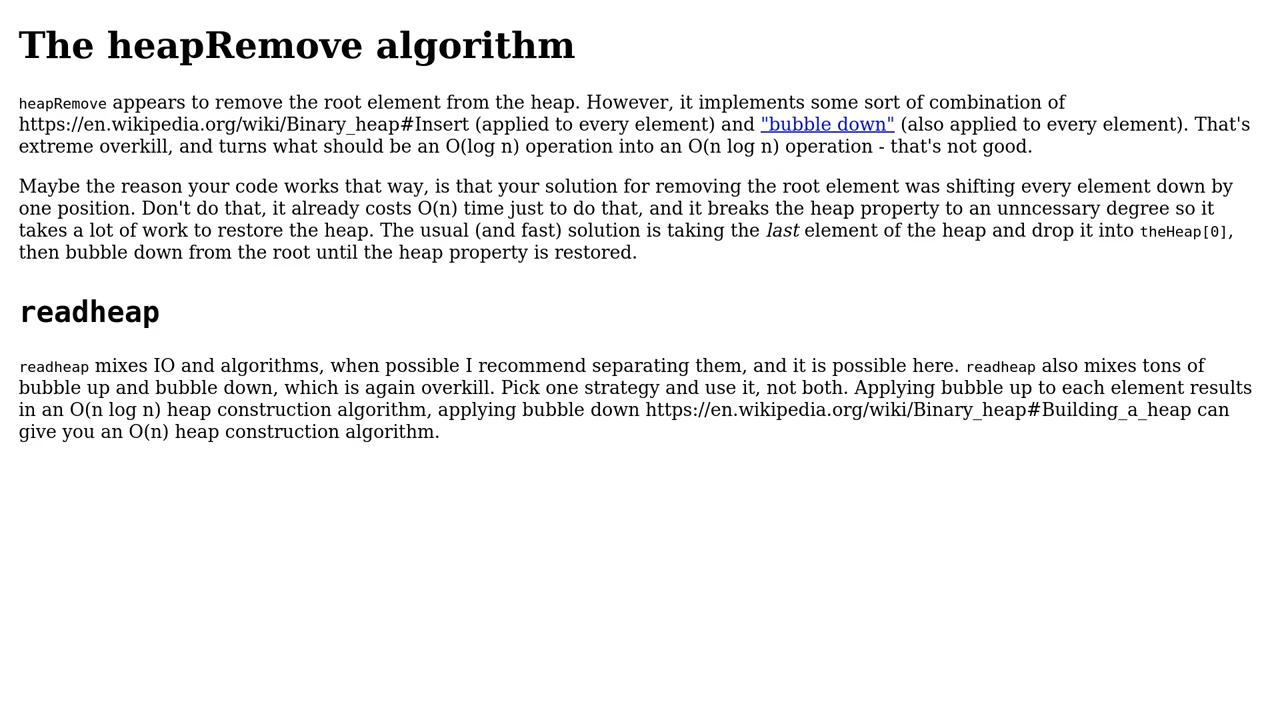 The heapRemove algorithm
heapRemove appears to remove the root element from the heap. However, it implements some sort of combination of
https://en.wikipedia.org/wiki/Binary_heap#Insert (applied to every element) and "bubble down" (also applied to every element). That's
extreme overkill, and turns what should be an O(log n) operation into an O(n log n) operation - that's not good.
Maybe the reason your code works that way, is that your solution for removing the root element was shifting every element down by
one position. Don't do that, it already costs O(n) time just to do that, and it breaks the heap property to an unncessary degree so it
takes a lot of work to restore the heap. The usual (and fast) solution is taking the last element of the heap and drop it into theHeap[0],
then bubble down from the root until the heap property is restored.
readheap
readheap mixes IO and algorithms, when possible I recommend separating them, and it is possible here. readheap also mixes tons of
bubble up and bubble down, which is again overkill. Pick one strategy and use it, not both. Applying bubble up to each element results
in an O(n log n) heap construction algorithm, applying bubble down https://en.wikipedia.org/wiki/Binary_heap#Building_a_heap can
give you an O(n) heap construction algorithm.